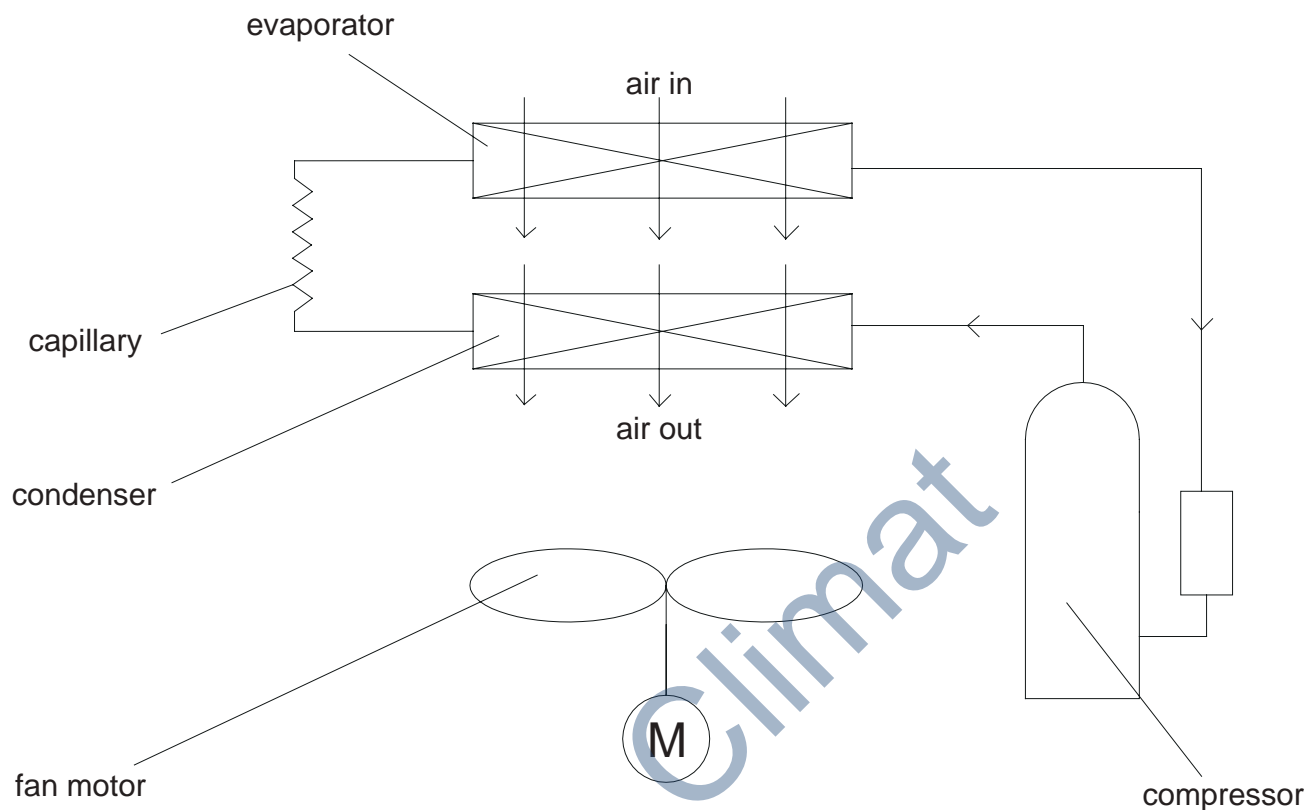 evaporator
air in
capillary
air out
condenser
Climat
M
fan motor
compressor